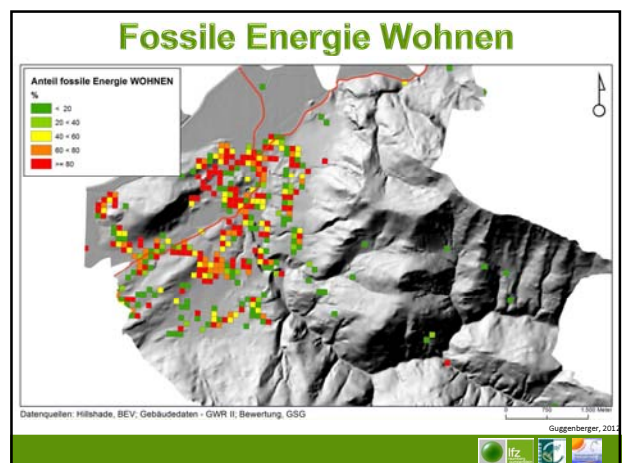 Fossile Energie Wohnen
Anteil fossile Energie WOHNEN
%
< 20
20 < 40
40 < 60
60 < 80
>= 80
Datenquellen: Hillshade, BEV; Gebäudedaten - GWR II; Bewertung, GSG
0 750 1.500 Meter
Guggenberger, 2012
lfz